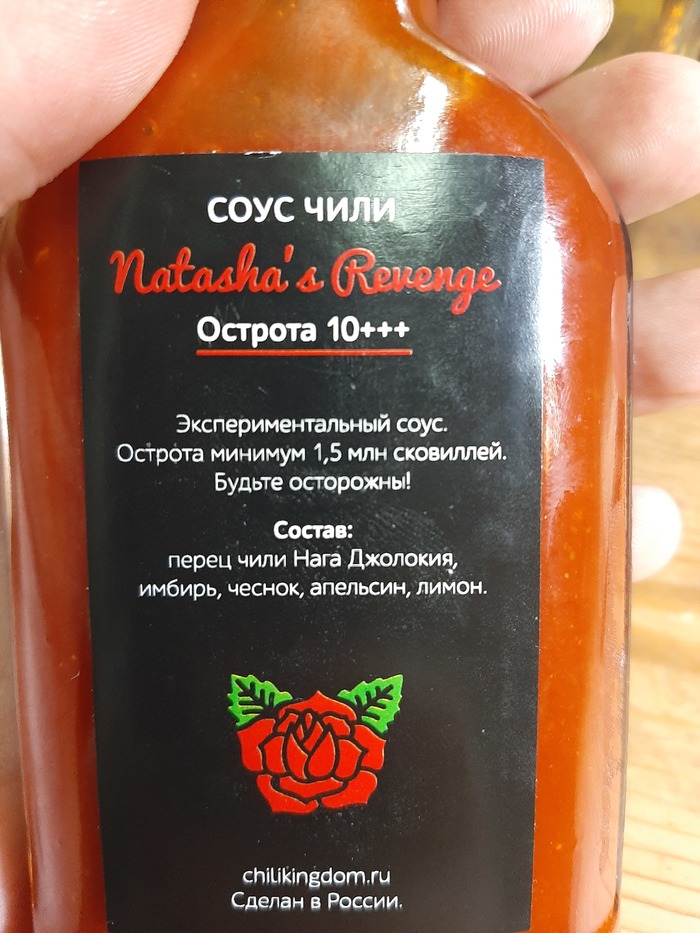 СОУС ЧИЛИ
Natasha's Revenge
Острота 10+++
Экспериментальный соус.
Острота минимум 1,5 млн сковиллей.
Будьте осторожны!
Состав:
перец чили Нага Джолокия,
имбирь, чеснок, апельсин, лимон.
chilikingdom.ru
Сделан в России.